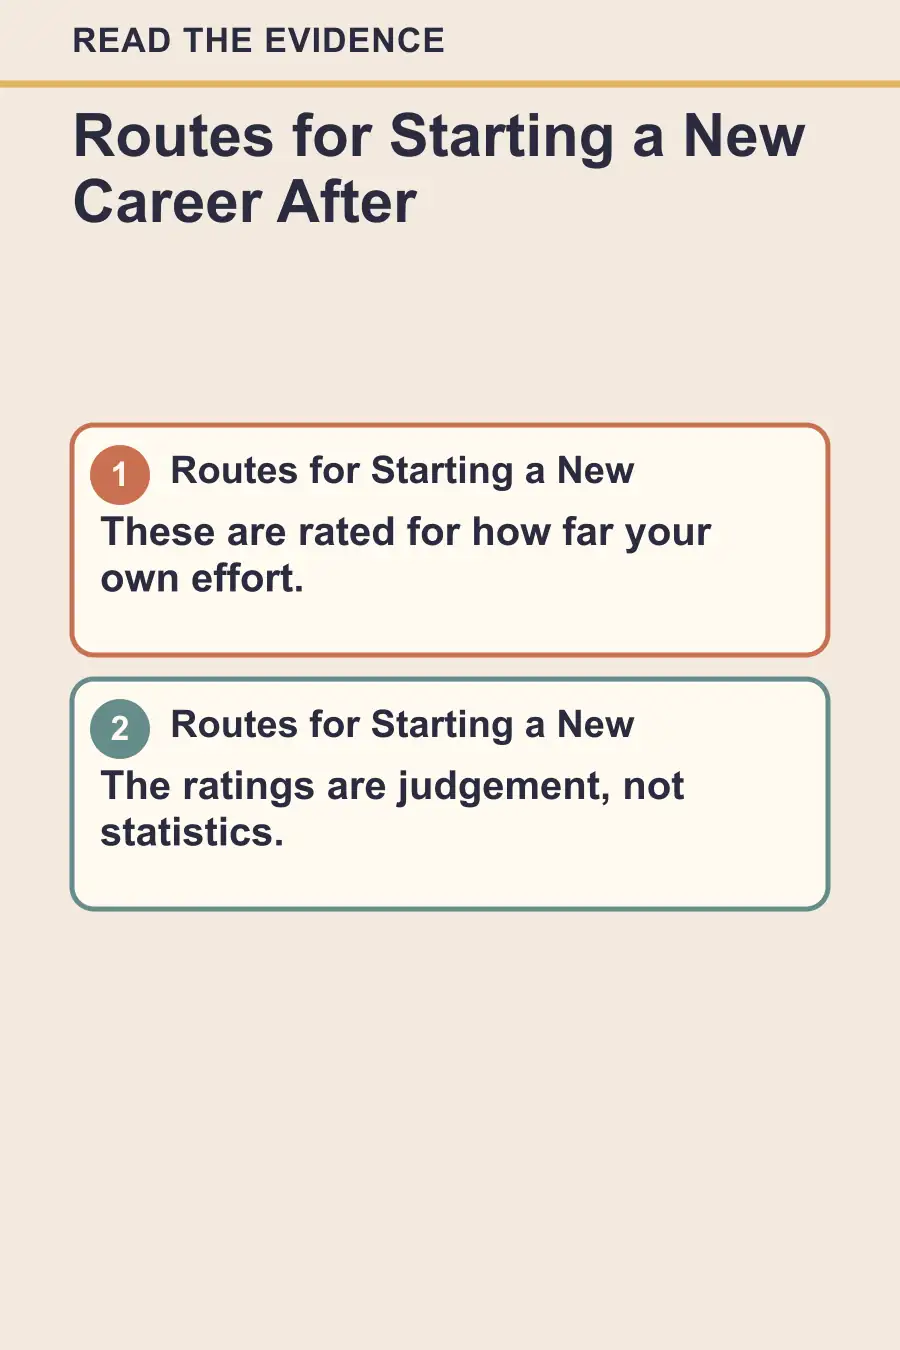 READ THE EVIDENCE
Routes for Starting a New
Career After
1
Routes for Starting a New
These are rated for how far your
own effort.
2
Routes for Starting a New
The ratings are judgement, not
statistics.